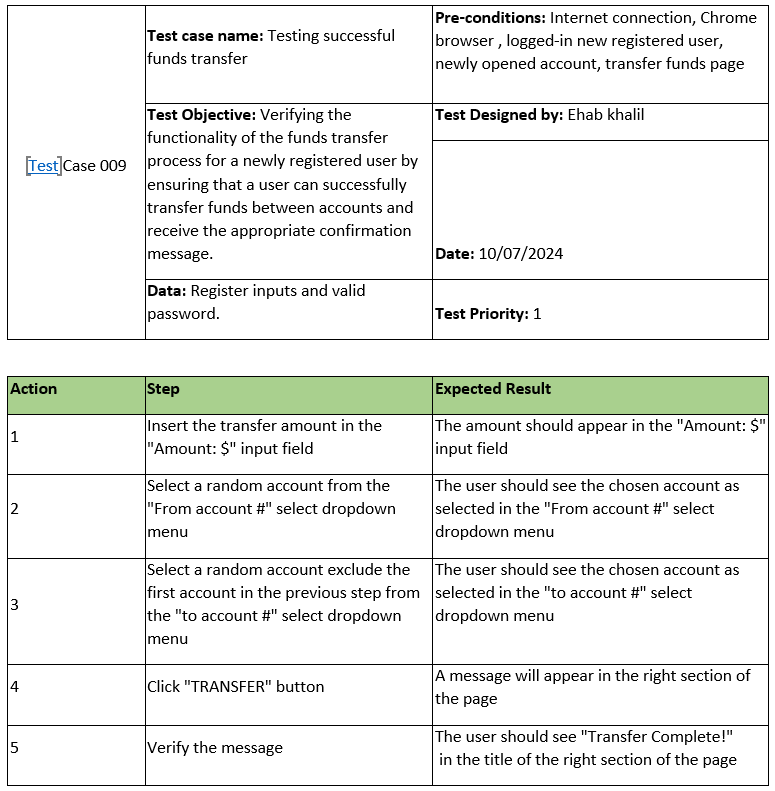 [Test]Case 009
Test case name: Testing successful
funds transfer
Pre-conditions: Internet connection, Chrome
browser , logged-in new registered user,
newly opened account, transfer funds page
Test Objective: Verifying the
functionality of the funds transfer
process for a newly registered user by
ensuring that a user can successfully
transfer funds between accounts and
receive the appropriate confirmation
message.
Test Designed by: Ehab khalil
Date: 10/07/2024
Data: Register inputs and valid
password.
Test Priority: 1
Action Step Expected Result
1
Insert the transfer amount in the
"Amount: $" input field
The amount should appear in the "Amount: $"
input field
2
Select a random account from the
"From account #" select dropdown
menu
The user should see the chosen account as
selected in the "From account #" select
dropdown menu
3
Select a random account exclude the
first account in the previous step from
the "to account #" select dropdown
menu
The user should see the chosen account as
selected in the "to account #" select
dropdown menu
4
Click "TRANSFER" button
A message will appear in the right section of
the page
5
Verify the message
The user should see "Transfer Complete!"
in the title of the right section of the page